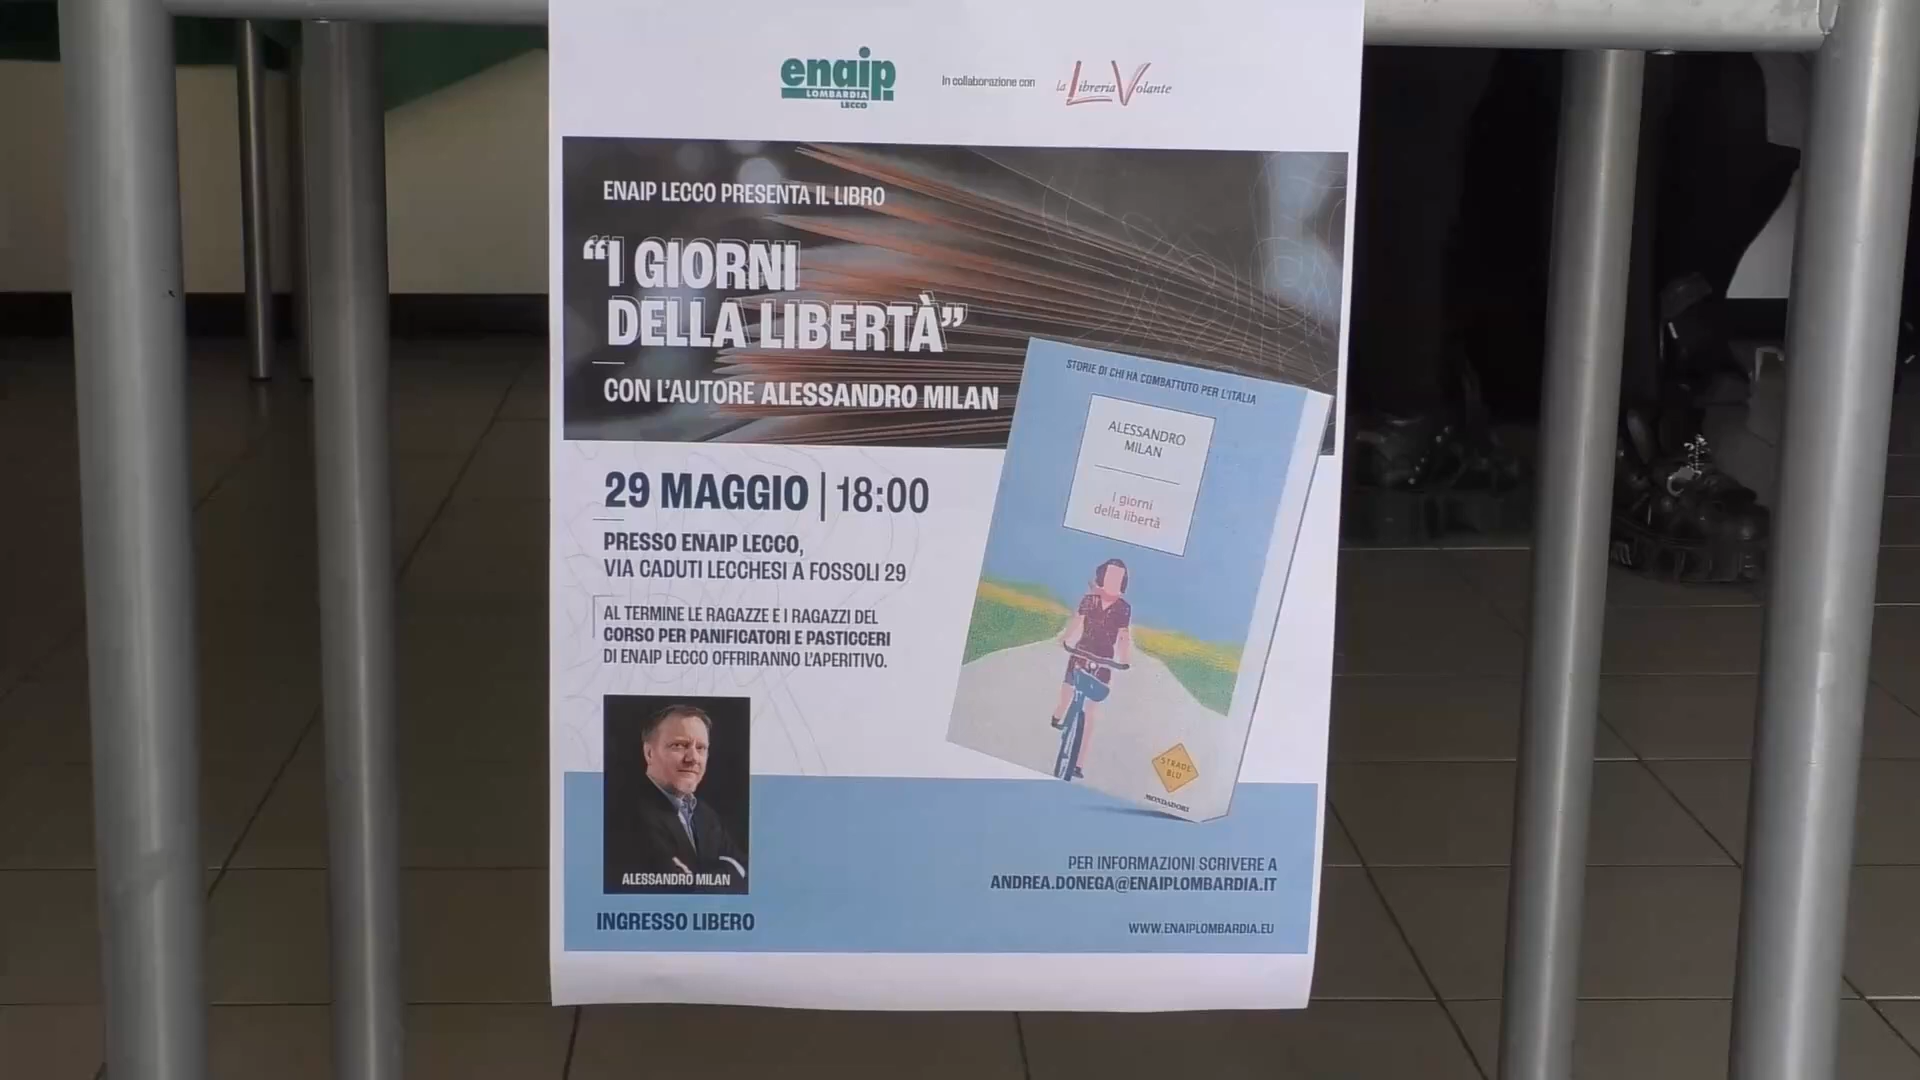 enaip
LOMBARDIA
LECCO
In collaborazione con
la Libreria Volante
ENAIP LECCO PRESENTA IL LIBRO
“I GIORNI
DELLA LIBERTÀ”
CON L'AUTORE ALESSANDRO MILAN
29 MAGGIO | 18:00
PRESSO ENAIP LECCO,
VIA CADUTI LECCHESI A FOSSOLI 29
AL TERMINE LE RAGAZZE E I RAGAZZI DEL
CORSO PER PANIFICATORI E PASTICCERI
DI ENAIP LECCO OFFRIRANNO L'APERITIVO.
STORIE DI CHI HA COMBATTUTO PER L'ITALIA
ALESSANDRO
MILAN
I giorni
della libertà
STRADE
BLU
MONDADORI
ALESSANDRO MILAN
INGRESSO LIBERO
PER INFORMAZIONI SCRIVERE A
ANDREA.DONEGA@ENAIPLOMBARDIA.IT
WWW.ENAIPLOMBARDIA.EU